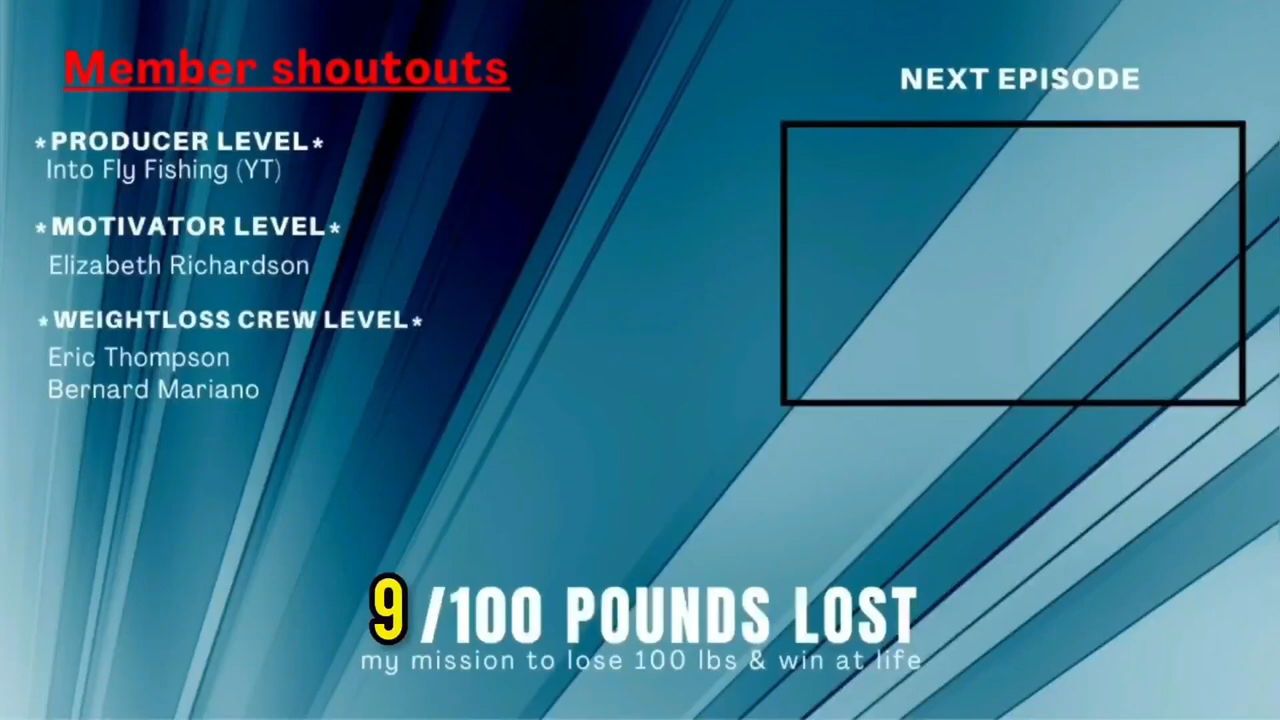 Member shoutouts
*PRODUCER LEVEL*
Into Fly Fishing (YT)
*MOTIVATOR LEVEL*
Elizabeth Richardson
*WEIGHTLOSS CREW LEVEL*
Eric Thompson
Bernard Mariano
NEXT EPISODE
9 /100 POUNDS LOST
my mission to lose 100 lbs & win at life